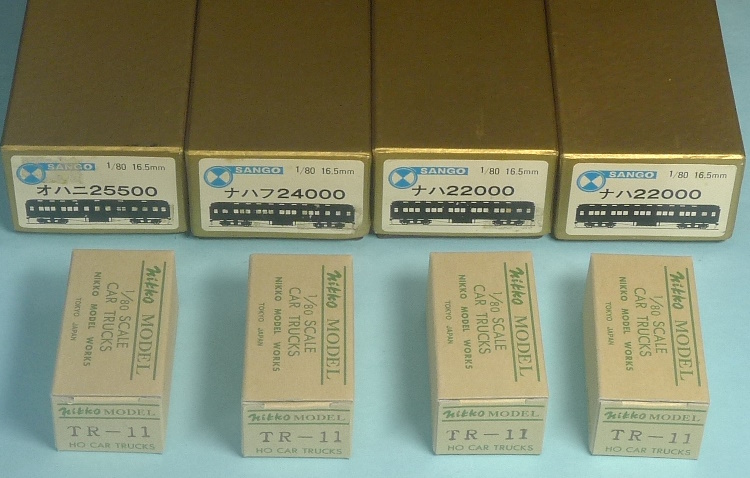 SANGO 1/80 16.5mm
オハニ25500
SANGO 1/80 16.5mm
ナハフ24000
SANGO 1/80 16.5mm
ナハ22000
SANGO 1/80 16.5mm
ナハ22000
Nikko MODEL
1/80 SCALE
CAR TRUCKS
NIKKO MODEL WORKS
TOKYO JAPAN
Nikko MODEL
TR-11
HO CAR TRUCKS
Nikko MODEL
1/80 SCALE
CAR TRUCKS
NIKKO MODEL WORKS
TOKYO JAPAN
Nikko MODEL
TR-11
HO CAR TRUCKS
Nikko MODEL
1/80 SCALE
CAR TRUCKS
NIKKO MODEL WORKS
TOKYO JAPAN
Nikko MODEL
TR-11
HO CAR TRUCKS
Nikko MODEL
1/80 SCALE
CAR TRUCKS
NIKKO MODEL WORKS
TOKYO JAPAN
Nikko MODEL
TR-11
HO CAR TRUCKS